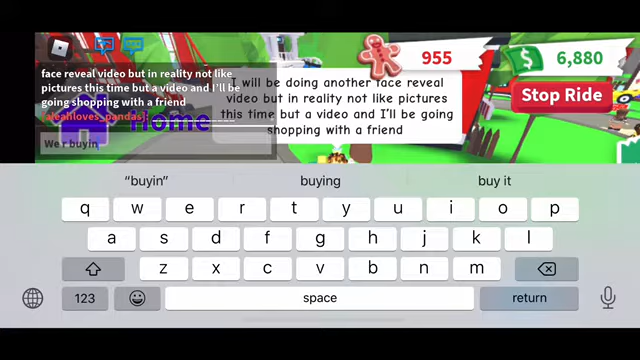 955
6,880
Stop Ride
face reveal video but in reality not like
pictures this time but a video and I'll be
going shopping with a friend
Home
We r buyin
I will be doing another face reveal
video but in reality not like pictures
this time but a video and I'll be going
shopping with a friend
"buyin" buying buy it
q w e r t y u i o p
a s d f g h j k l
z x c v b n m
123 space return